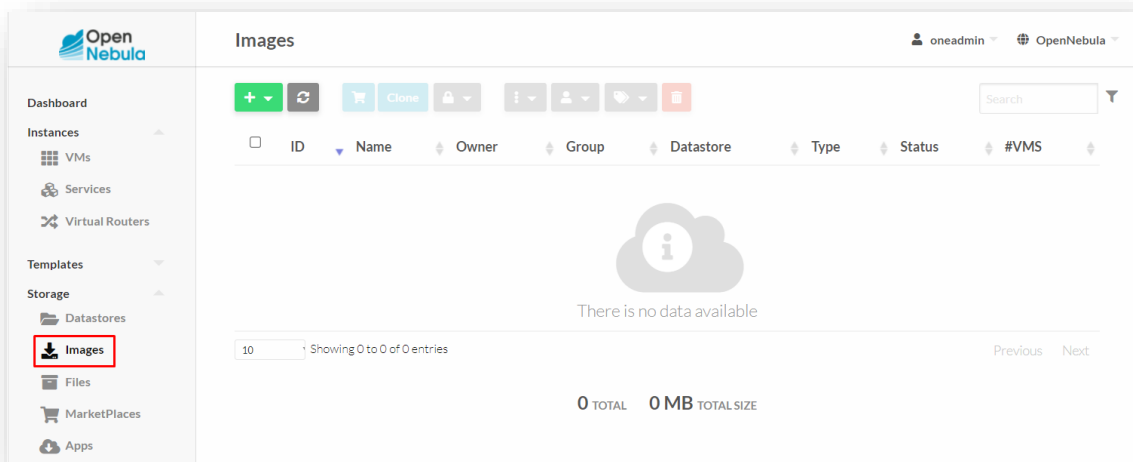 Open
Nebula
Images
oneadmin
OpenNebula
Dashboard
Instances
VMs
Services
Virtual Routers
Templates
Storage
Datastores
Images
Files
MarketPlaces
Apps
Clone
Search
ID Name Owner Group Datastore Type Status #VMS
There is no data available
10 Showing 0 to 0 of 0 entries
Previous Next
0 TOTAL 0 MB TOTAL SIZE